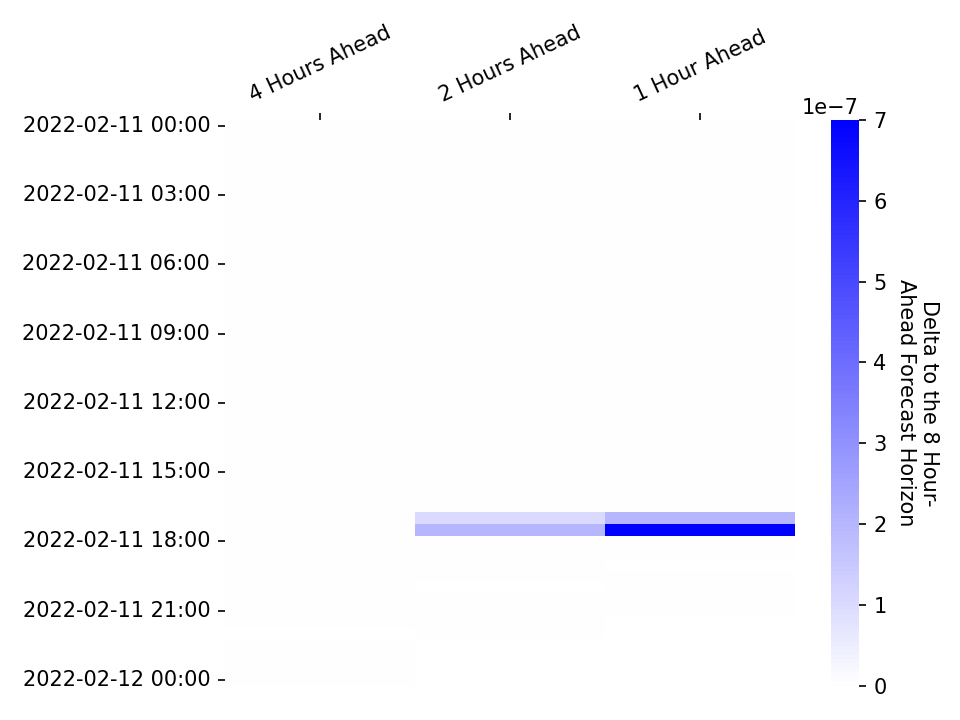 4 Hours Ahead
2 Hours Ahead
1 Hour Ahead
1e−7
2022-02-11 00:00
2022-02-11 03:00
2022-02-11 06:00
2022-02-11 09:00
2022-02-11 12:00
2022-02-11 15:00
2022-02-11 18:00
2022-02-11 21:00
2022-02-12 00:00
7
6
5
4
3
2
1
0
Delta to the 8 Hour-
Ahead Forecast Horizon